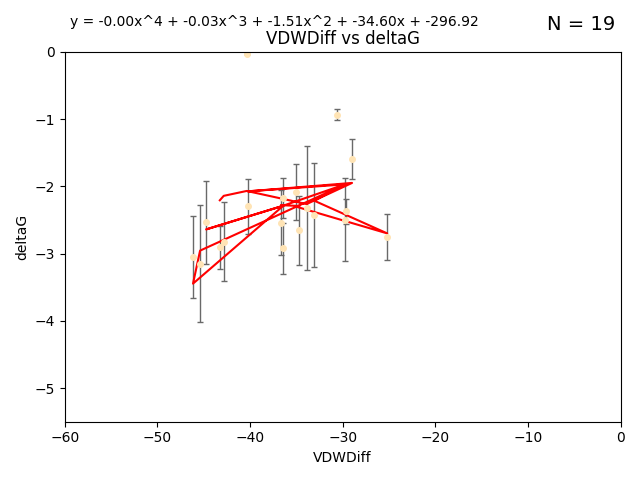 y = -0.00x^4 + -0.03x^3 + -1.51x^2 + -34.60x + -296.92
N = 19
VDWDiff vs deltaG
0
−1
−2
−3
−4
−5
deltaG
−60 −50 −40 −30 −20 −10 0
VDWDiff